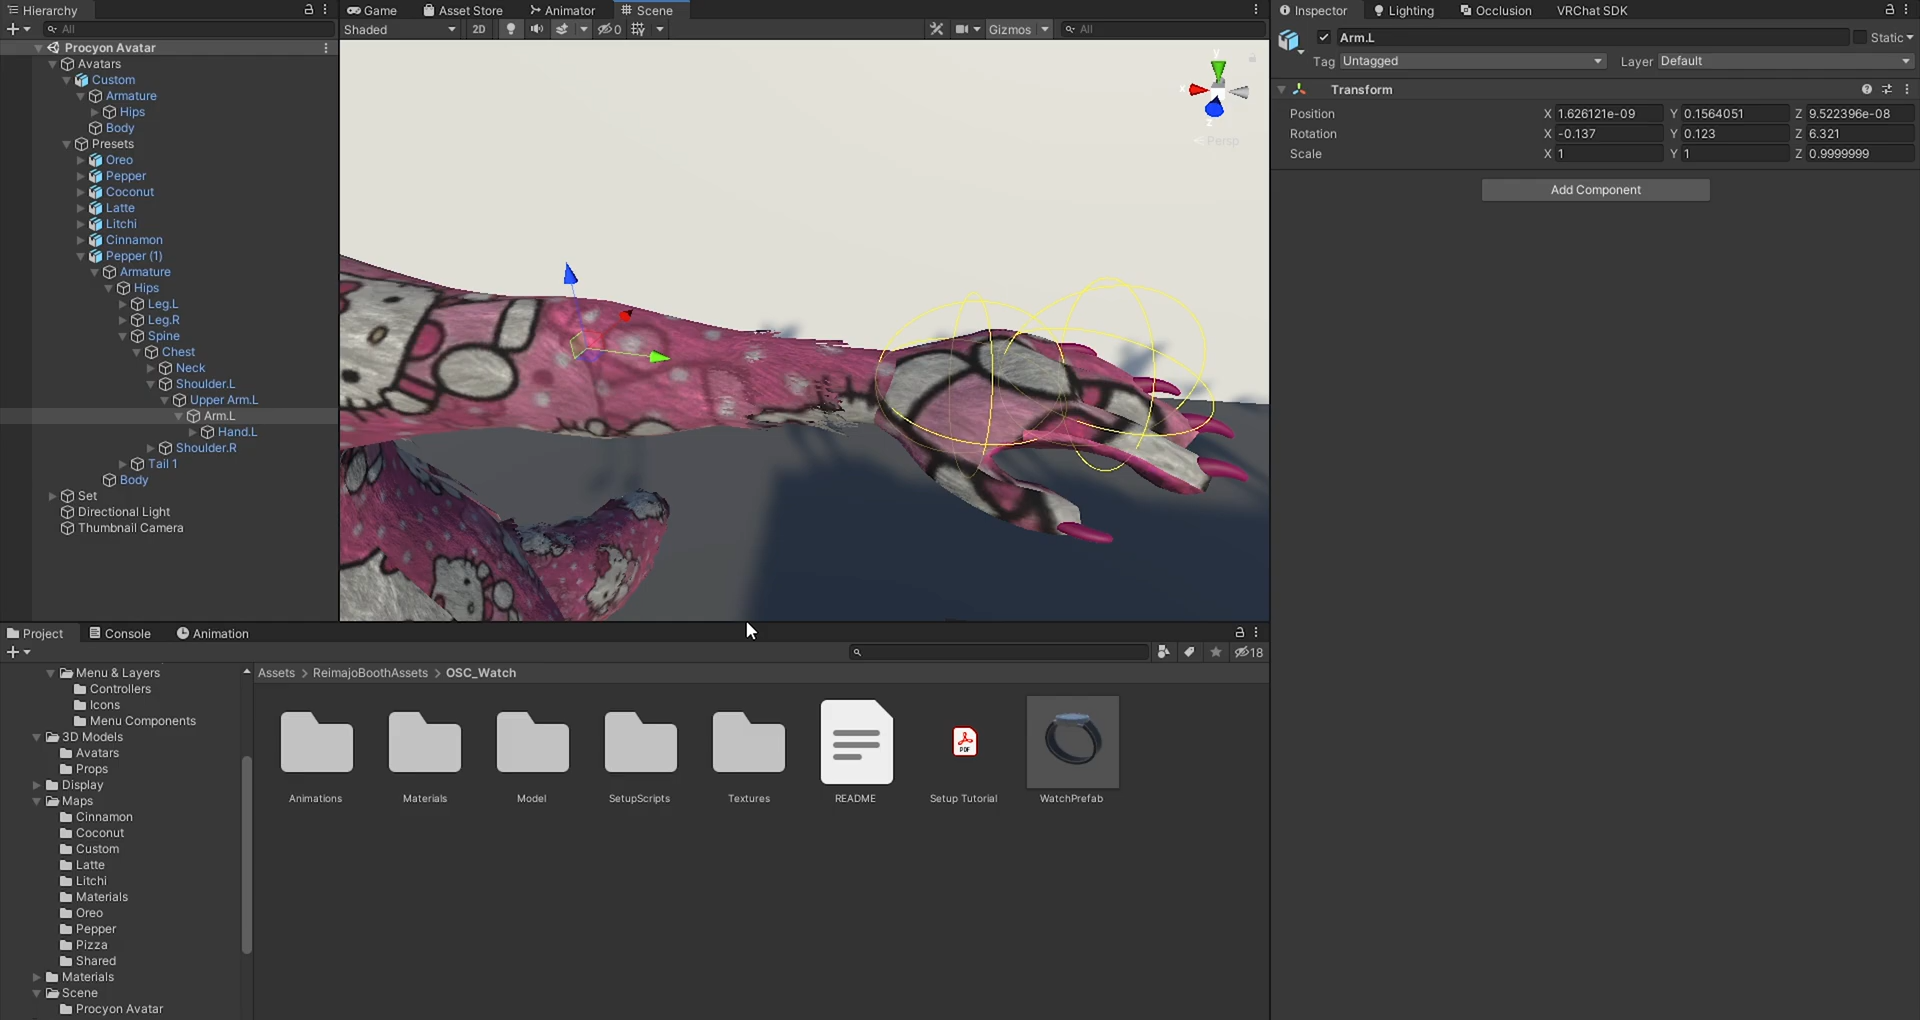 Hierarchy
Game
Asset Store
Animator
Scene
Inspector
Lighting
Occlusion
VRChat SDK
All
Shaded
2D
0
Gizmos
All
Arm.L
Static
Tag Untagged
Layer Default
Transform
Position X 1.626121e-09 Y 0.1564051 Z 9.522396e-08
Rotation X -0.137 Y 0.123 Z 6.321
Scale X 1 Y 1 Z 0.9999999
Add Component
Procyon Avatar
Avatars
Custom
Armature
Hips
Body
Presets
Oreo
Pepper
Coconut
Latte
Litchi
Cinnamon
Pepper (1)
Armature
Hips
Leg.L
Leg.R
Spine
Chest
Neck
Shoulder.L
Upper Arm.L
Arm.L
Hand.L
Shoulder.R
Tail 1
Body
Set
Directional Light
Thumbnail Camera
y
x
z
Persp
Project
Console
Animation
18
Menu & Layers
Controllers
Icons
Menu Components
3D Models
Avatars
Props
Display
Maps
Cinnamon
Coconut
Custom
Latte
Litchi
Materials
Oreo
Pepper
Pizza
Shared
Materials
Scene
Procyon Avatar
Assets > ReimajoBoothAssets > OSC_Watch
PDF
Animations
Materials
Model
SetupScripts
Textures
README
Setup Tutorial
WatchPrefab